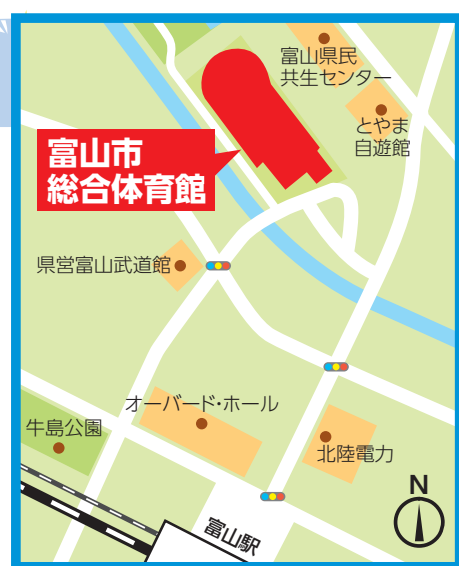 富山県民
共生センター
とやま
自遊館
富山市
総合体育館
県営富山武道館
オーバード・ホール
牛島公園
北陸電力
N
富山駅